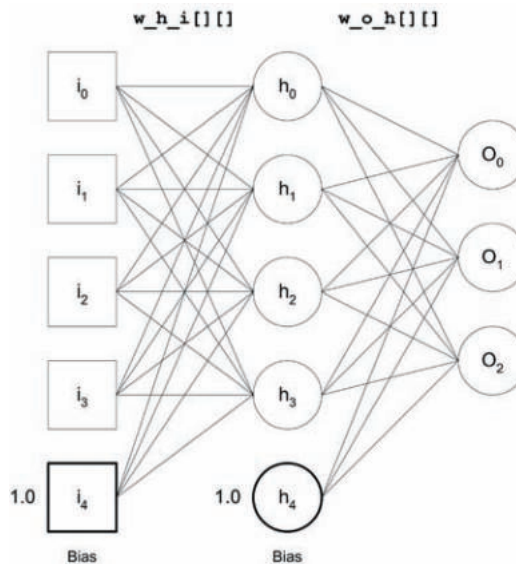 w_h_i[][] w_o_h[][]
i0 h0
O0
i1 h1
O1
i2 h2
O2
i3 h3
1.0 i4 1.0 h4
Bias Bias